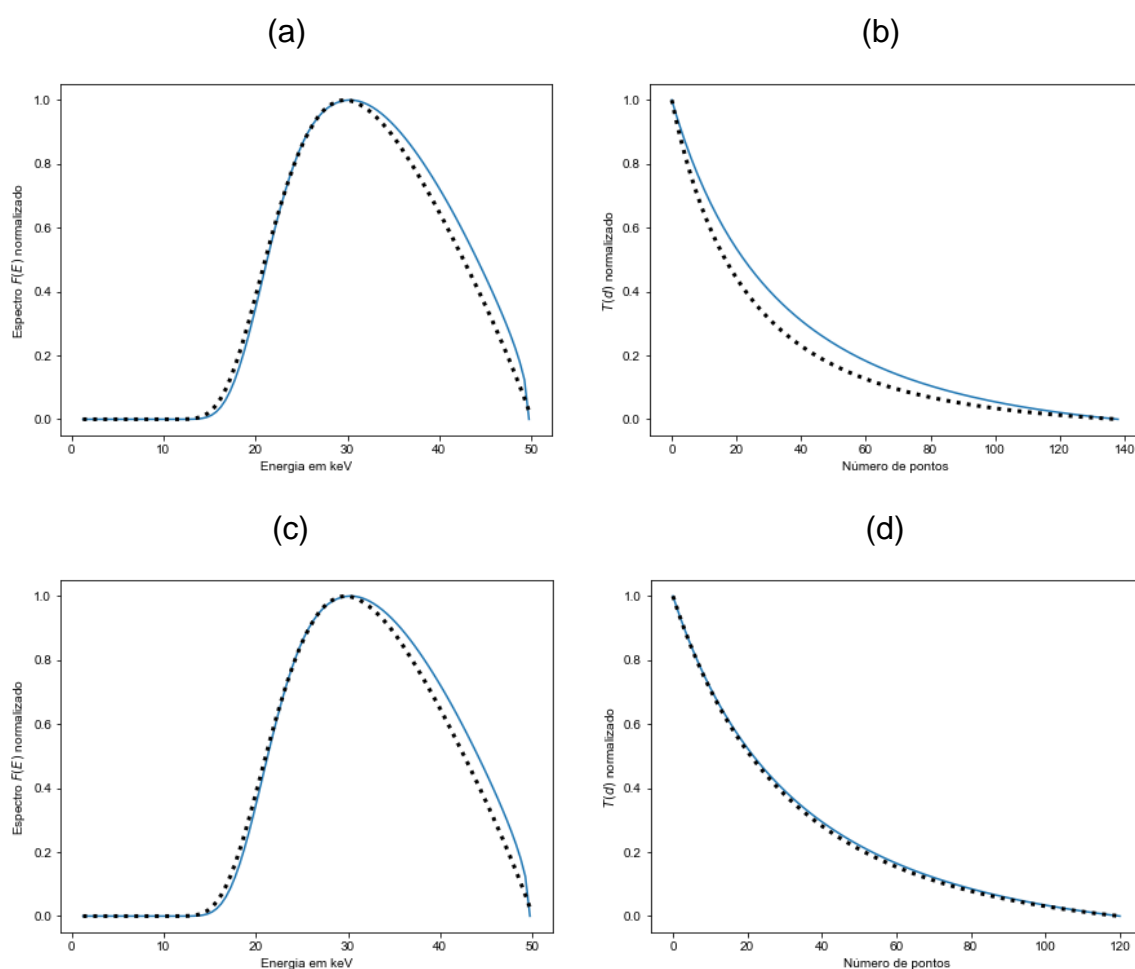 (a)
Espectro F(E) normalizado
1.0
0.8
0.6
0.4
0.2
0.0
0 10 20 30 40 50
Energia em keV
(b)
T(d) normalizado
1.0
0.8
0.6
0.4
0.2
0.0
0 20 40 60 80 100 120 140
Número de pontos
(c)
Espectro F(E) normalizado
1.0
0.8
0.6
0.4
0.2
0.0
0 10 20 30 40 50
Energia em keV
(d)
T(d) normalizado
1.0
0.8
0.6
0.4
0.2
0.0
0 20 40 60 80 100 120
Número de pontos